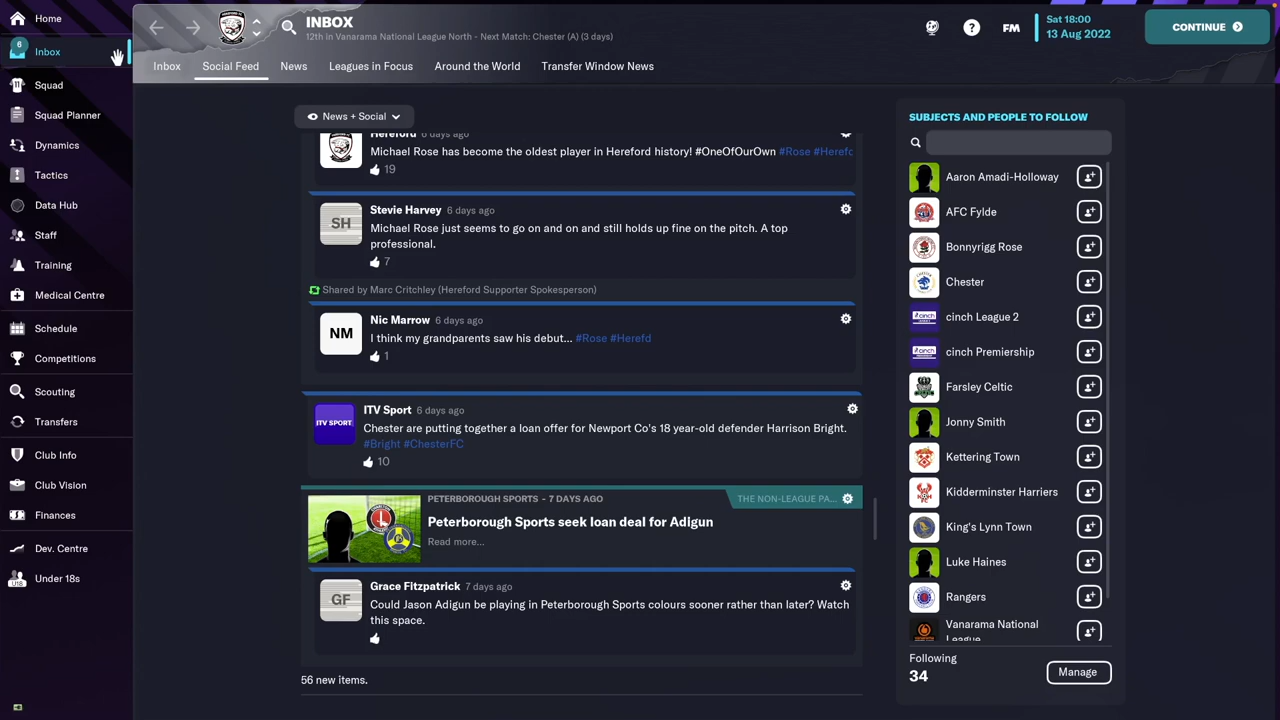 Home
6
Inbox
Squad
Squad Planner
Dynamics
Tactics
Data Hub
Staff
Training
Medical Centre
Schedule
Competitions
Scouting
Transfers
Club Info
Club Vision
Finances
Dev. Centre
U18
Under 18s
INBOX
12th in Vanarama National League North - Next Match: Chester (A) (3 days)
FM
Sat 18:00
13 Aug 2022
CONTINUE
Inbox
Social Feed
News
Leagues in Focus
Around the World
Transfer Window News
News + Social
Hereford 6 days ago
Michael Rose has become the oldest player in Hereford history! #OneOfOurOwn #Rose #Herefd
19
SH
Stevie Harvey 6 days ago
Michael Rose just seems to go on and on and still holds up fine on the pitch. A top
professional.
7
Shared by Marc Critchley (Hereford Supporter Spokesperson)
NM
Nic Marrow 6 days ago
I think my grandparents saw his debut... #Rose #Herefd
1
ITV SPORT
ITV Sport 6 days ago
Chester are putting together a loan offer for Newport Co's 18 year-old defender Harrison Bright.
#Bright #ChesterFC
10
PETERBOROUGH SPORTS - 7 DAYS AGO
THE NON-LEAGUE PA...
Peterborough Sports seek loan deal for Adigun
Read more...
GF
Grace Fitzpatrick 7 days ago
Could Jason Adigun be playing in Peterborough Sports colours sooner rather than later? Watch
this space.
56 new items.
SUBJECTS AND PEOPLE TO FOLLOW
Aaron Amadi-Holloway
AFC Fylde
Bonnyrigg Rose
Chester
cinch League 2
cinch Premiership
Farsley Celtic
Jonny Smith
Kettering Town
Kidderminster Harriers
King's Lynn Town
Luke Haines
Rangers
Vanarama National
League
Following
34
Manage